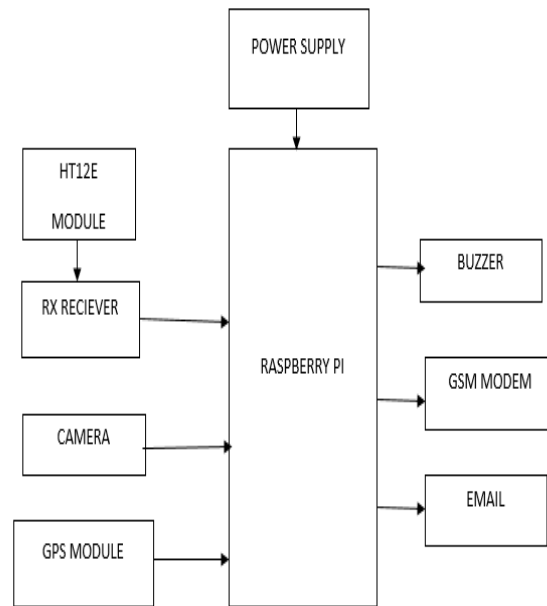 POWER SUPPLY
HT12E
MODULE
RX RECIEVER
CAMERA
GPS MODULE
RASPBERRY PI
BUZZER
GSM MODEM
EMAIL